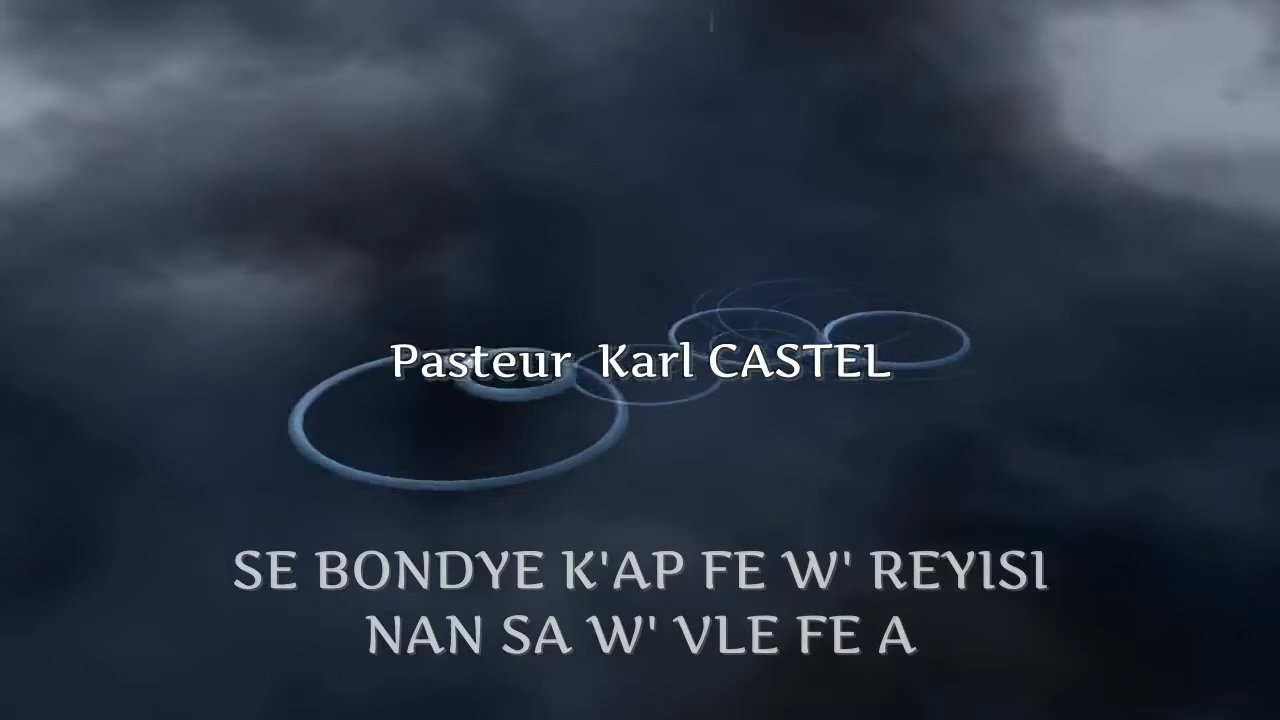 Pasteur Karl CASTEL
SE BONDYE K'AP FE W' REYISI
NAN SA W' VLE FE A